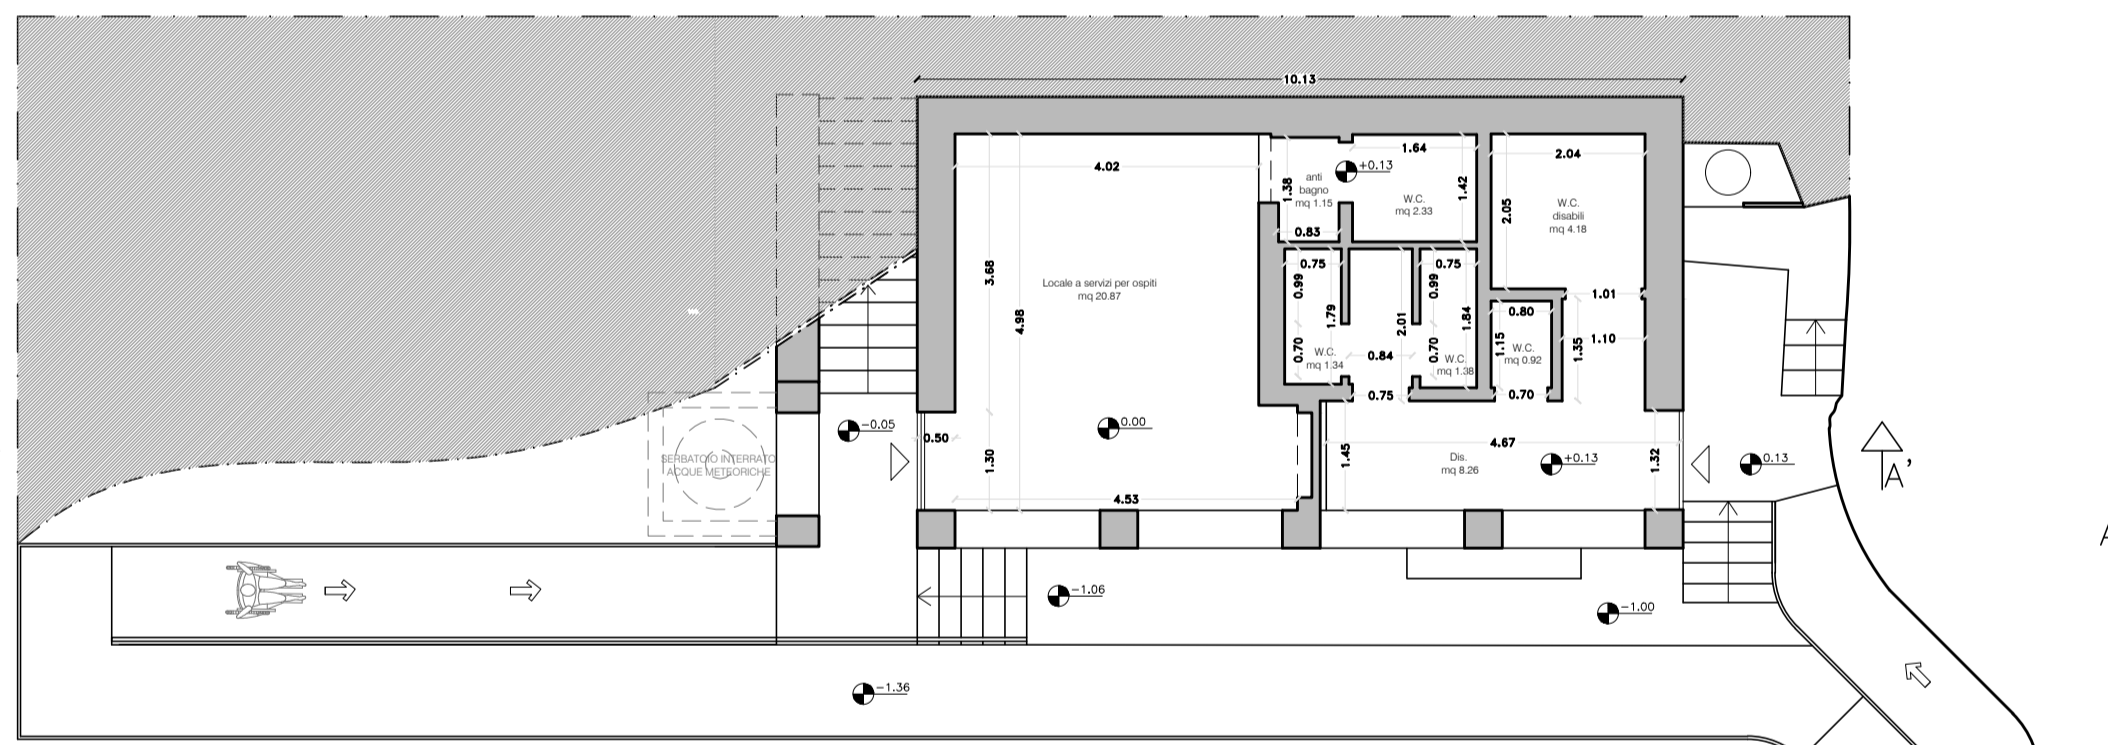 10.13
4.02
1.38
anti
bagno
mq 1.15
+0.13
1.64
1.42
W.C.
mq 2.33
2.04
2.05
W.C.
disabili
mq 4.18
0.83
3.68
4.98
Locale a servizi per ospiti
mq 20.87
0.75
0.99
1.79
0.70
W.C.
mq 1.34
2.01
0.84
0.75
0.75
0.99
1.84
0.70
W.C.
mq 1.38
1.01
0.80
1.15
W.C.
mq 0.92
0.70
1.35
1.10
-0.05
0.50
1.30
0.00
4.53
1.45
4.67
Dis.
mq 8.26
+0.13
1.32
0.13
A'
SERBATOIO INTERRATO
ACQUE METEORICHE
-1.06
-1.00
-1.36